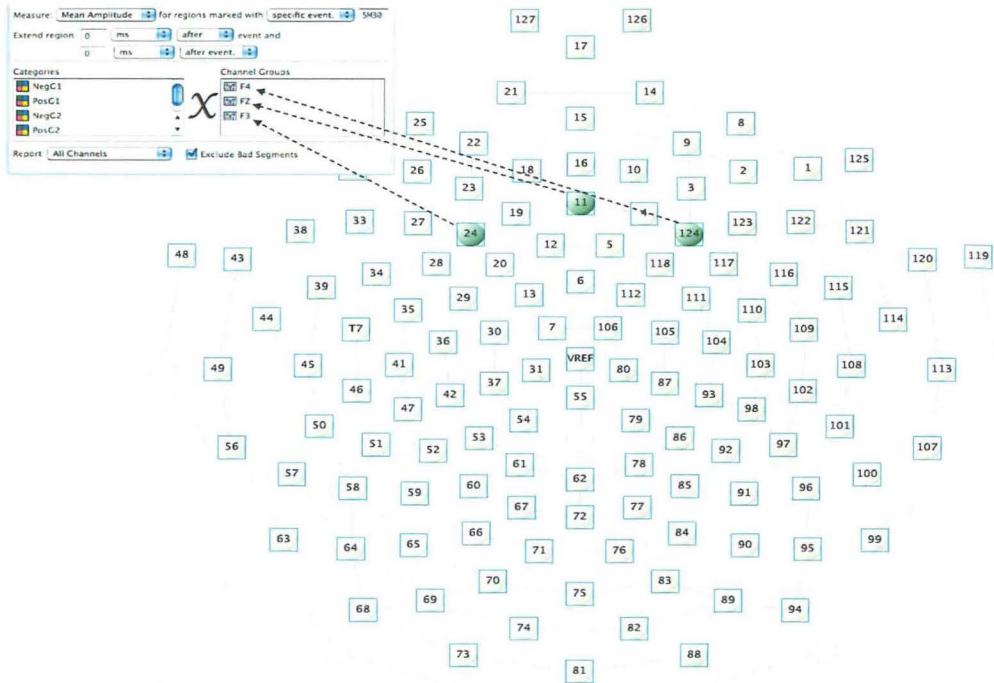 Measure: Mean Amplitude for regions marked with specific event. SM30
Extend region 0 ms after event and
0 ms after event.
Categories Channel Groups
NegG1 F4
PosG1 FZ
NegG2 F3
PosG2
X
Report All Channels Exclude Bad Segments
127 126
17
21 14
25 15 8
22 9
26 18 16 10 2 1 125
23 3
11
38 33 27 19 4 123 122 121
24 124
48 43 12 5 120 119
28 20 118 117
39 34 6 116 115
29 13 112 111
44 35 110 114
T7 36 30 7 106 105 104 109
VREF
49 45 41 31 80 103 108 113
46 42 37 55 87 93 102
50 47 54 79 98 101
56 51 52 53 86 92 97 107
57 61 62 78 100
58 59 60 85 91 96
67 72 77
63 64 65 66 84 90 95 99
71 76
70 75 83
68 69 89 94
74 82
73 81 88